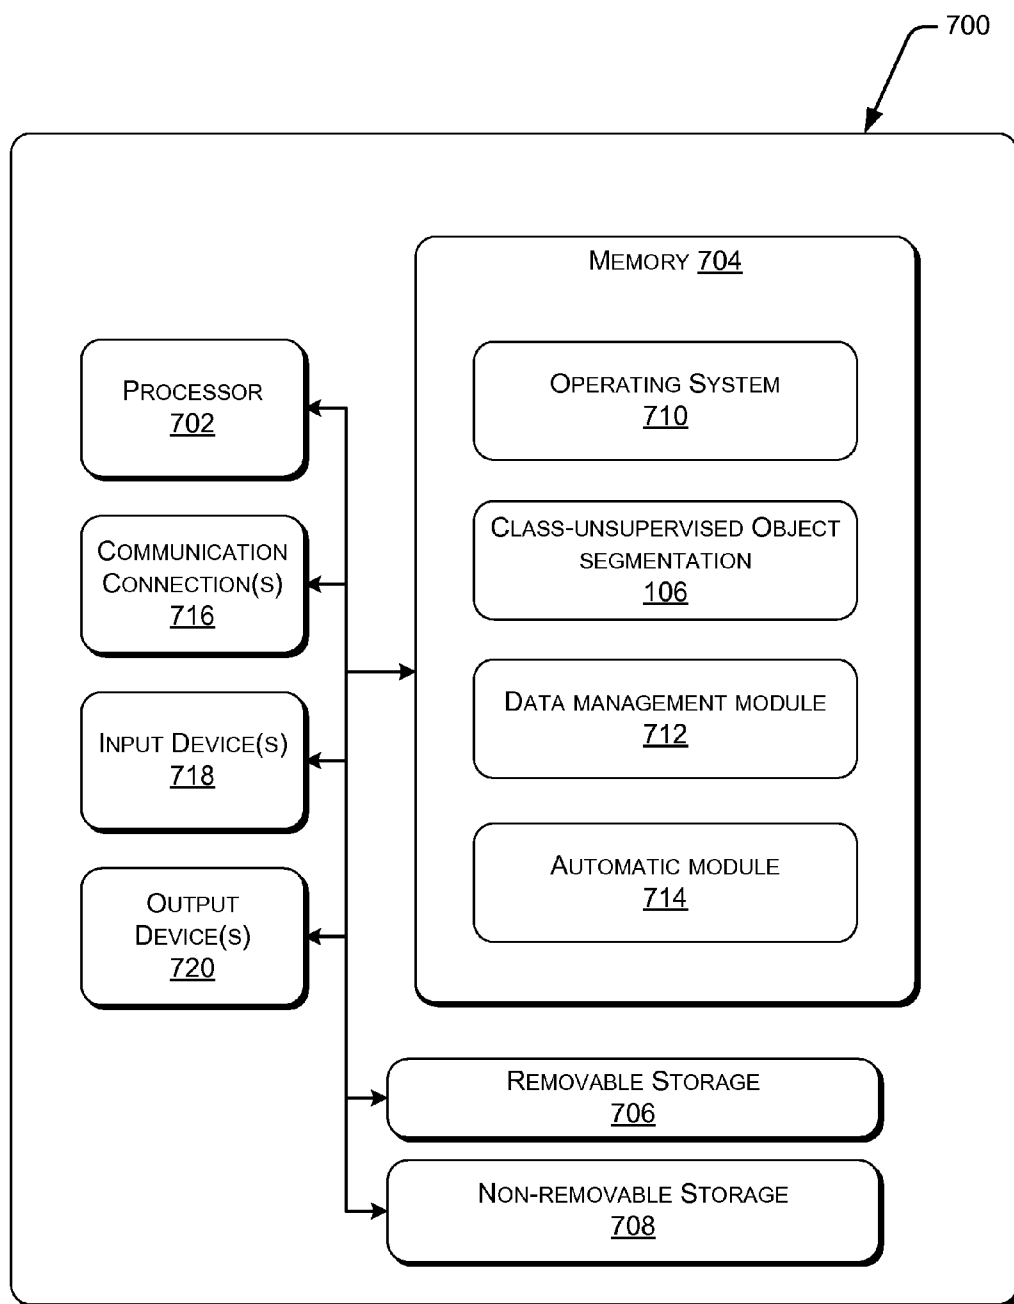 700
MEMORY 704
OPERATING SYSTEM
710
CLASS-UNSUPERVISED OBJECT
SEGMENTATION
106
DATA MANAGEMENT MODULE
712
AUTOMATIC MODULE
714
PROCESSOR
702
COMMUNICATION
CONNECTION(S)
716
INPUT DEVICE(S)
718
OUTPUT
DEVICE(S)
720
REMOVABLE STORAGE
706
NON-REMOVABLE STORAGE
708